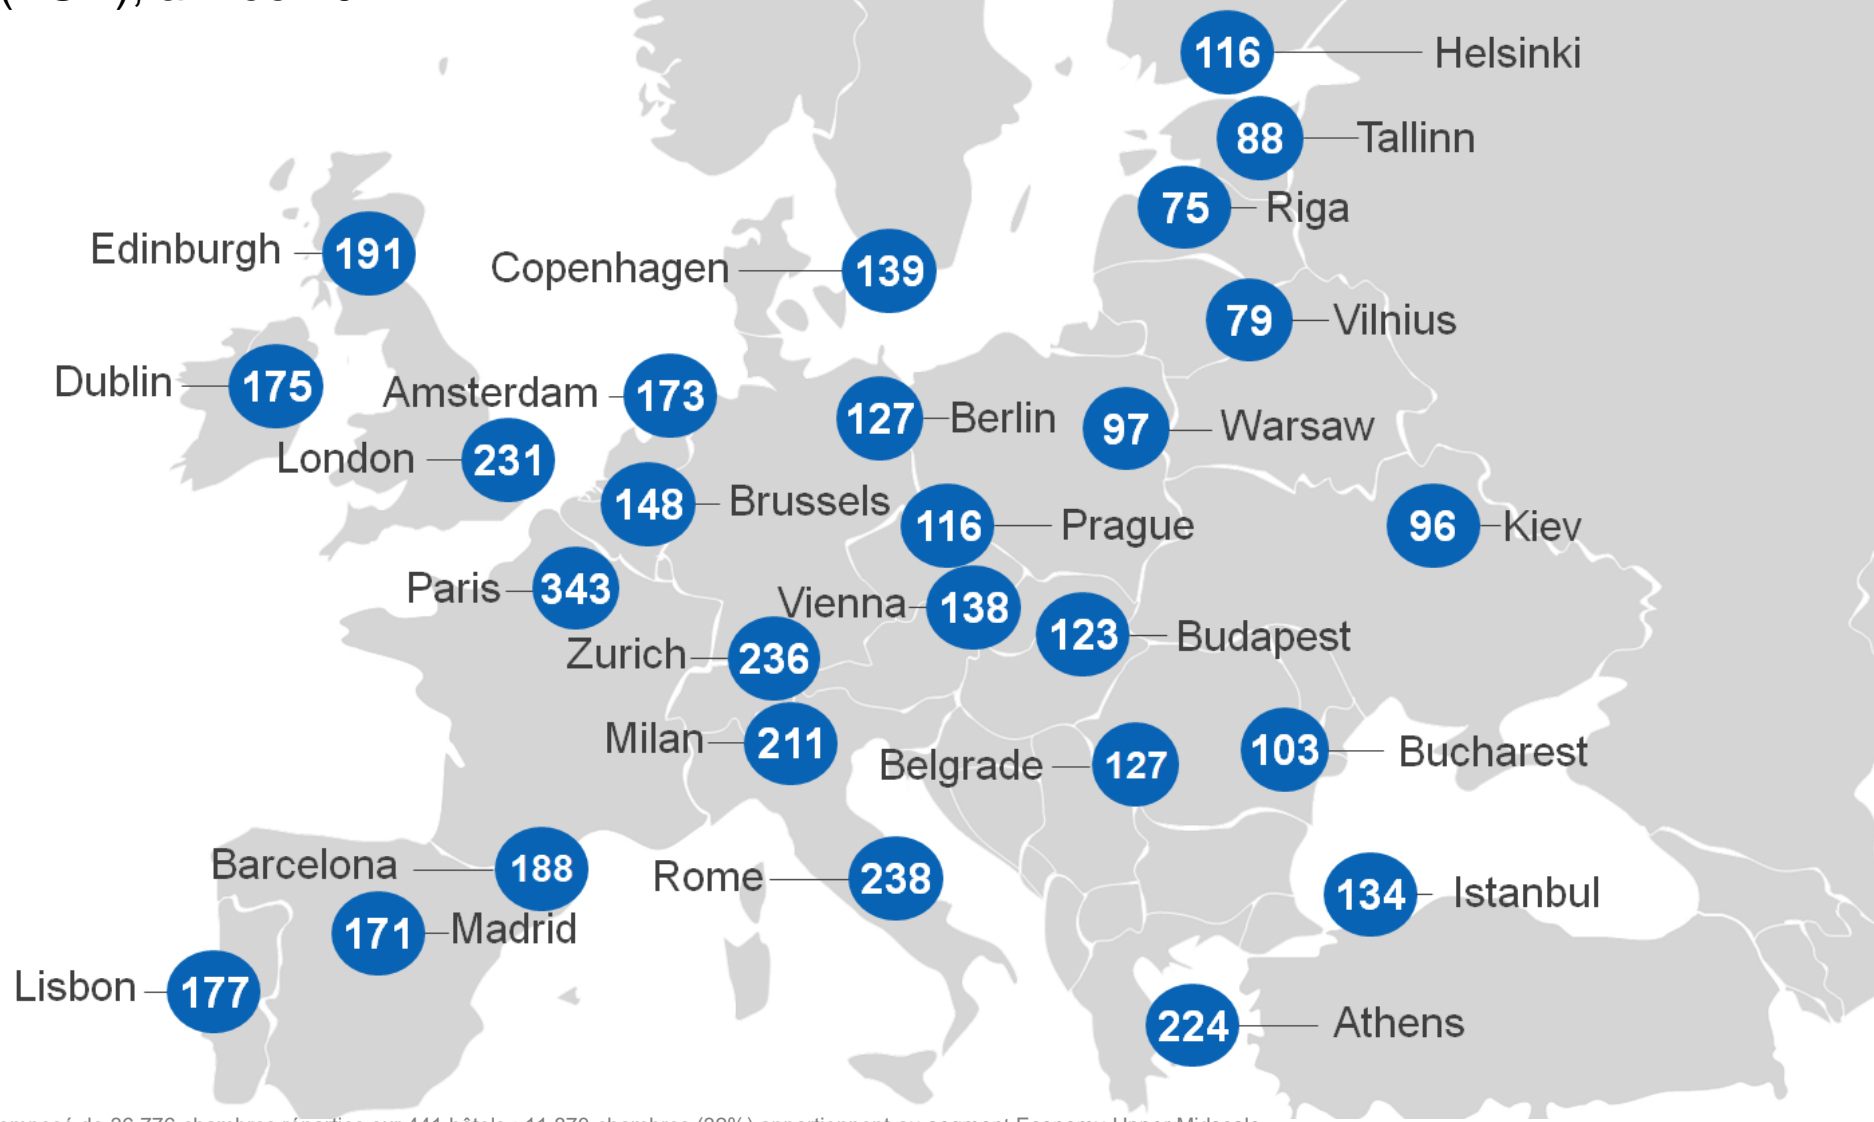 116 Helsinki
88 Tallinn
75 Riga
Edinburgh 191
Copenhagen 139
79 Vilnius
Dublin 175
Amsterdam 173
127 Berlin
97 Warsaw
London 231
148 Brussels
116 Prague
96 Kiev
Paris 343
Vienna 138
123 Budapest
Zurich 236
Milan 211
Belgrade 127
103 Bucharest
Barcelona 188
Rome 238
134 Istanbul
171 Madrid
Lisbon 177
224 Athens